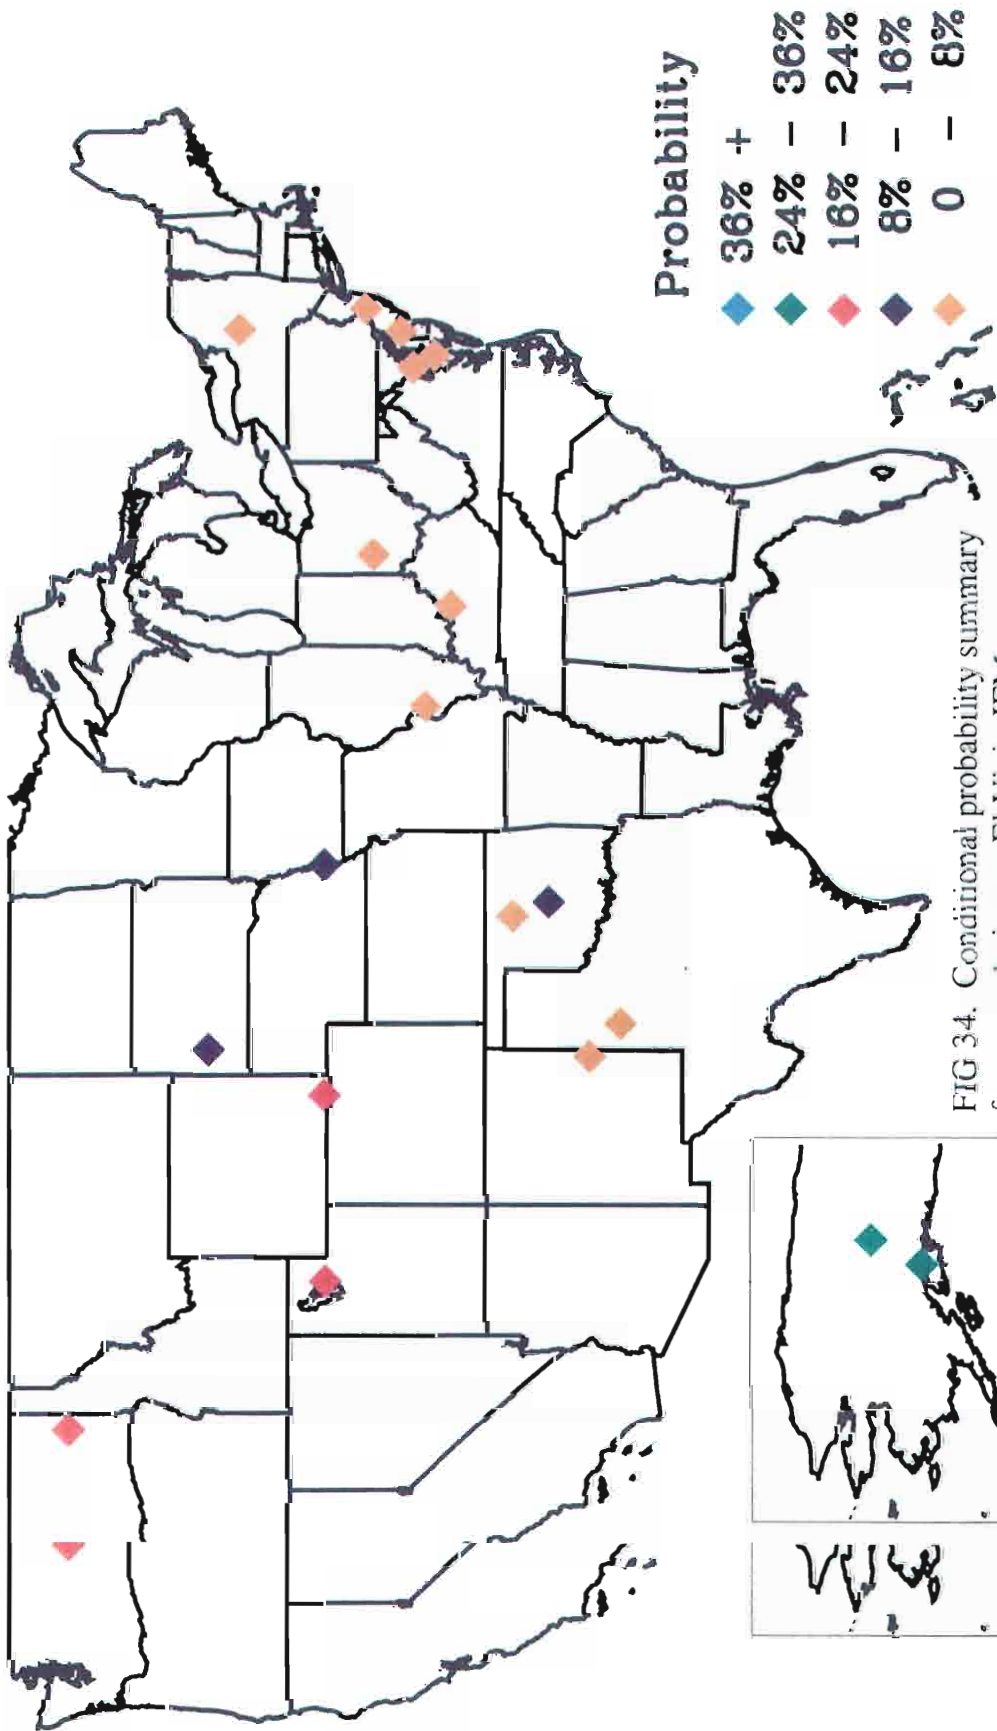 Probability
36% +
24% – 36%
16% – 24%
8% – 16%
0 – 8%
FIG 34. Conditional probability summary